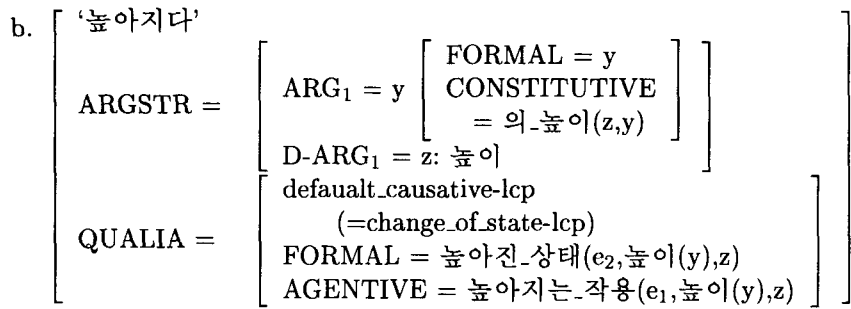 b. ‘높아지다’
ARGSTR = ARG₁ = y FORMAL = y
CONSTITUTIVE
= 의_높이(z,y)
D-ARG₁ = z: 높이
QUALIA = defaualt_causative-lcp
(=change_of_state-lcp)
FORMAL = 높아진_상태(e₂,높이(y),z)
AGENTIVE = 높아지는_작용(e₁,높이(y),z)